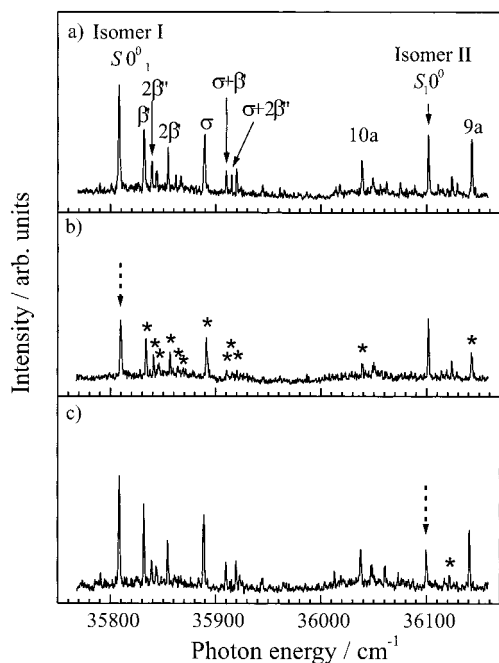 a)
Isomer I
S 0⁰₁
β'
2β''
2β'
σ
σ+β'
σ+2β''
10a
Isomer II
S₁0⁰
9a
b)
* * * * * * * * * * *
c)
*
Intensity / arb. units
35800 35900 36000 36100
Photon energy / cm⁻¹